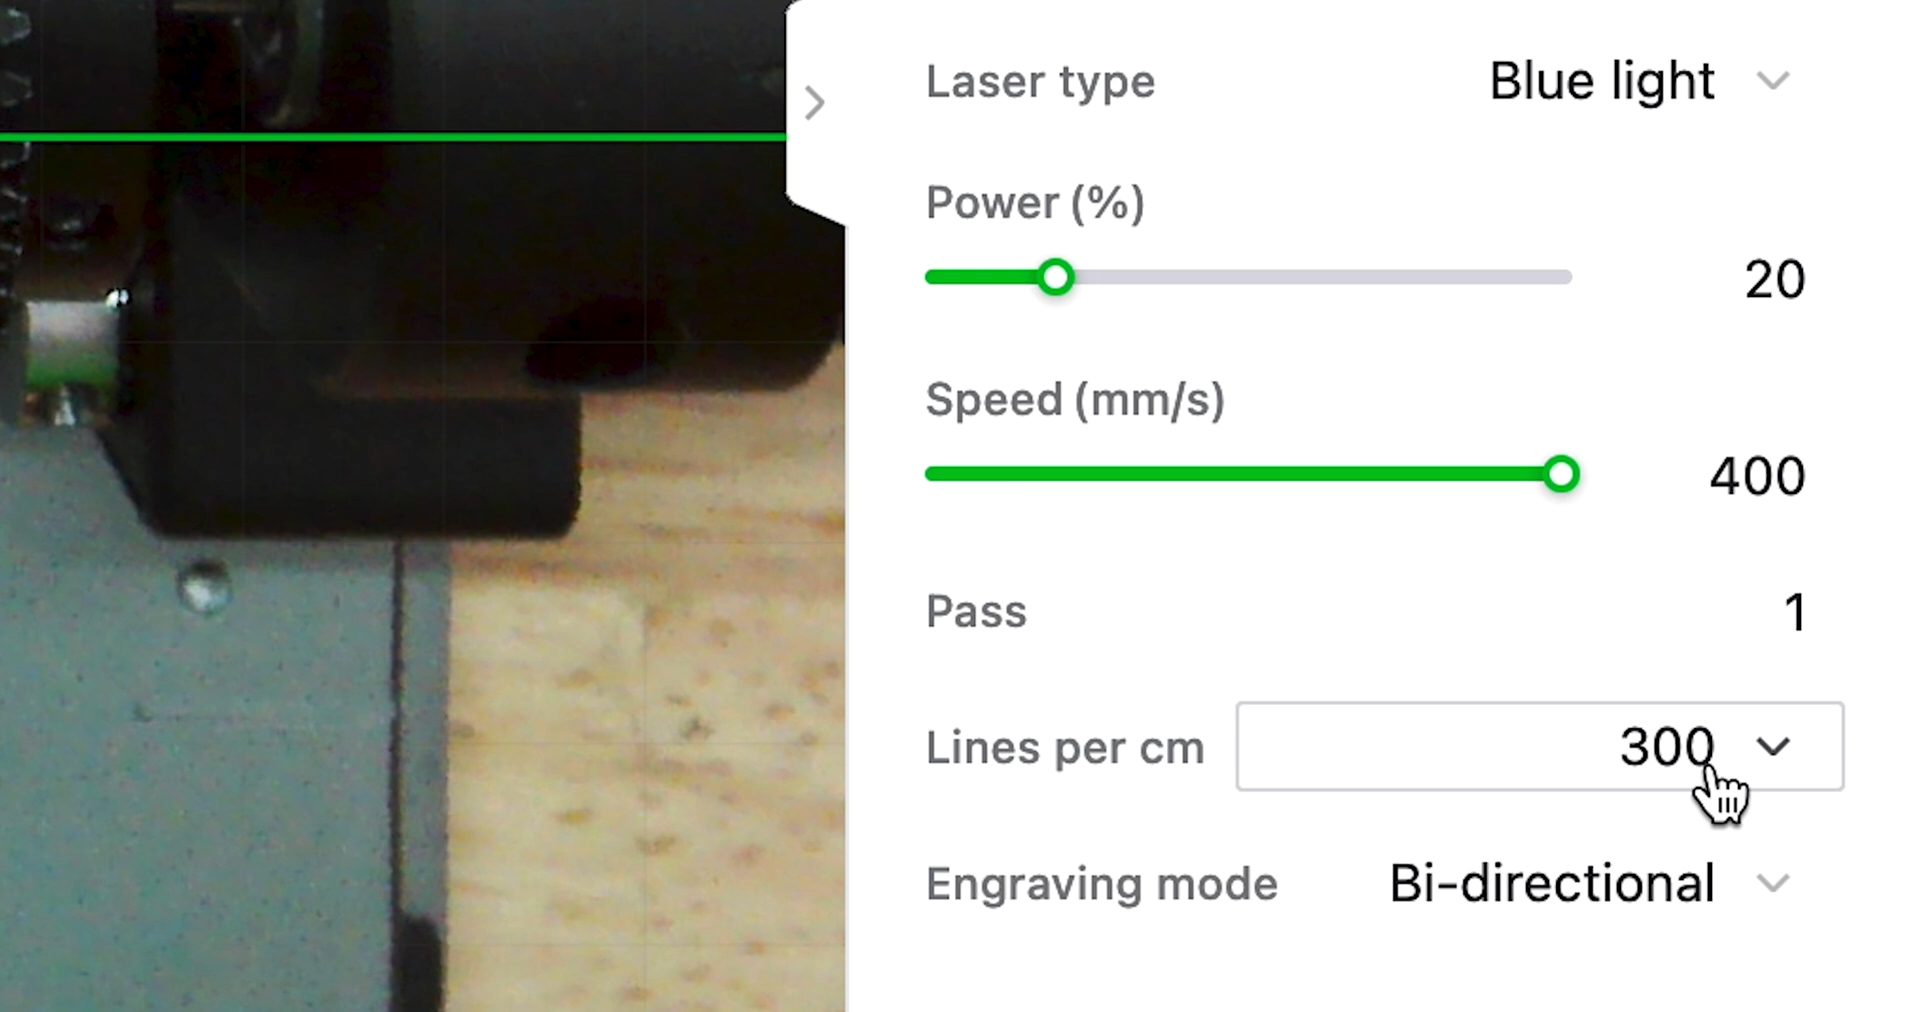 Laser type Blue light
Power (%)
20
Speed (mm/s)
400
Pass 1
Lines per cm 300
Engraving mode Bi-directional